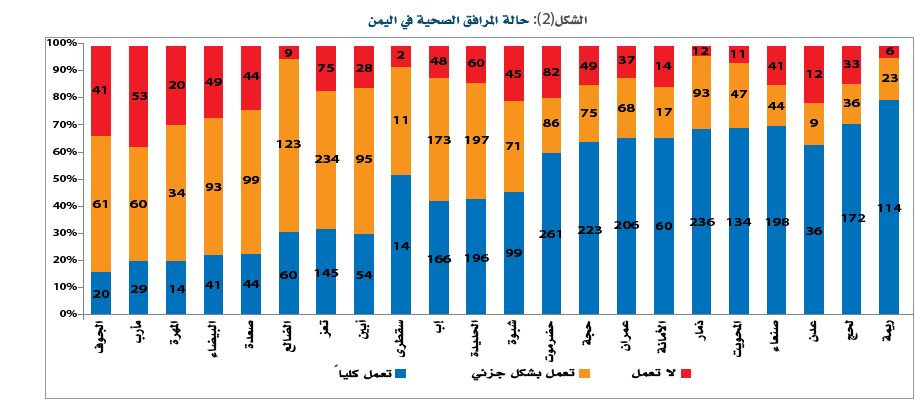 الشكل(2): حالة المرافق الصحية في اليمن
100%
90%
80%
70%
60%
50%
40%
30%
20%
10%
0%
41 53 20 49 44 9 75 28 2 48 60 45 82 49 37 14 12 11 41 12 33 6
61 60 34 93 99 123 234 95 11 173 197 71 86 75 68 17 93 47 44 9 36 23
20 29 14 41 44 60 145 54 14 166 196 99 261 223 206 60 236 134 198 36 172 114
الجوف مأرب المهرة البيضاء صعدة الضالع تعز أبين سقطرى إب الحديدة شبوة حضرموت حجة عمران الأمانة ذمار المحويت صنعاء عدن لحج ريمة
لا تعمل تعمل بشكل جزئي تعمل كلياً